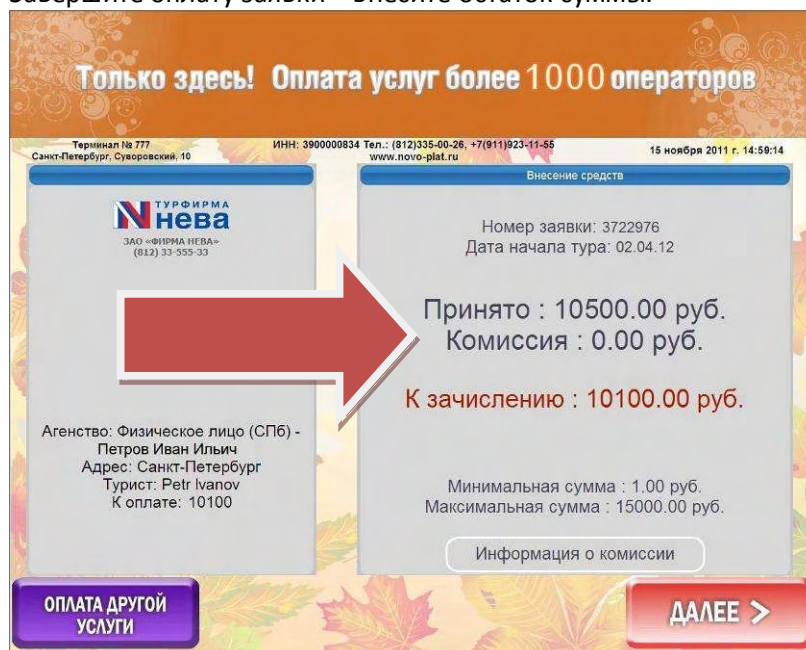 Завершите оплату заявки – внесите остаток суммы.
Только здесь! Оплата услуг более 1000 операторов
Терминал № 777
Санкт-Петербург, Суворовский, 10
ИНН: 3900000834 Тел.: (812)335-00-26, +7(911)923-11-55
www.novo-plat.ru
15 ноября 2011 г. 14:59:14
ТУРФИРМА
Нева
ЗАО «ФИРМА НЕВА»
(812) 33-555-33
Агенство: Физическое лицо (СПб) -
Петров Иван Ильич
Адрес: Санкт-Петербург
Турист: Petr Ivanov
К оплате: 10100
Внесение средств
Номер заявки: 3722976
Дата начала тура: 02.04.12
Принято : 10500.00 руб.
Комиссия : 0.00 руб.
К зачислению : 10100.00 руб.
Минимальная сумма : 1.00 руб.
Максимальная сумма : 15000.00 руб.
Информация о комиссии
ОПЛАТА ДРУГОЙ
УСЛУГИ
ДАЛЕЕ >